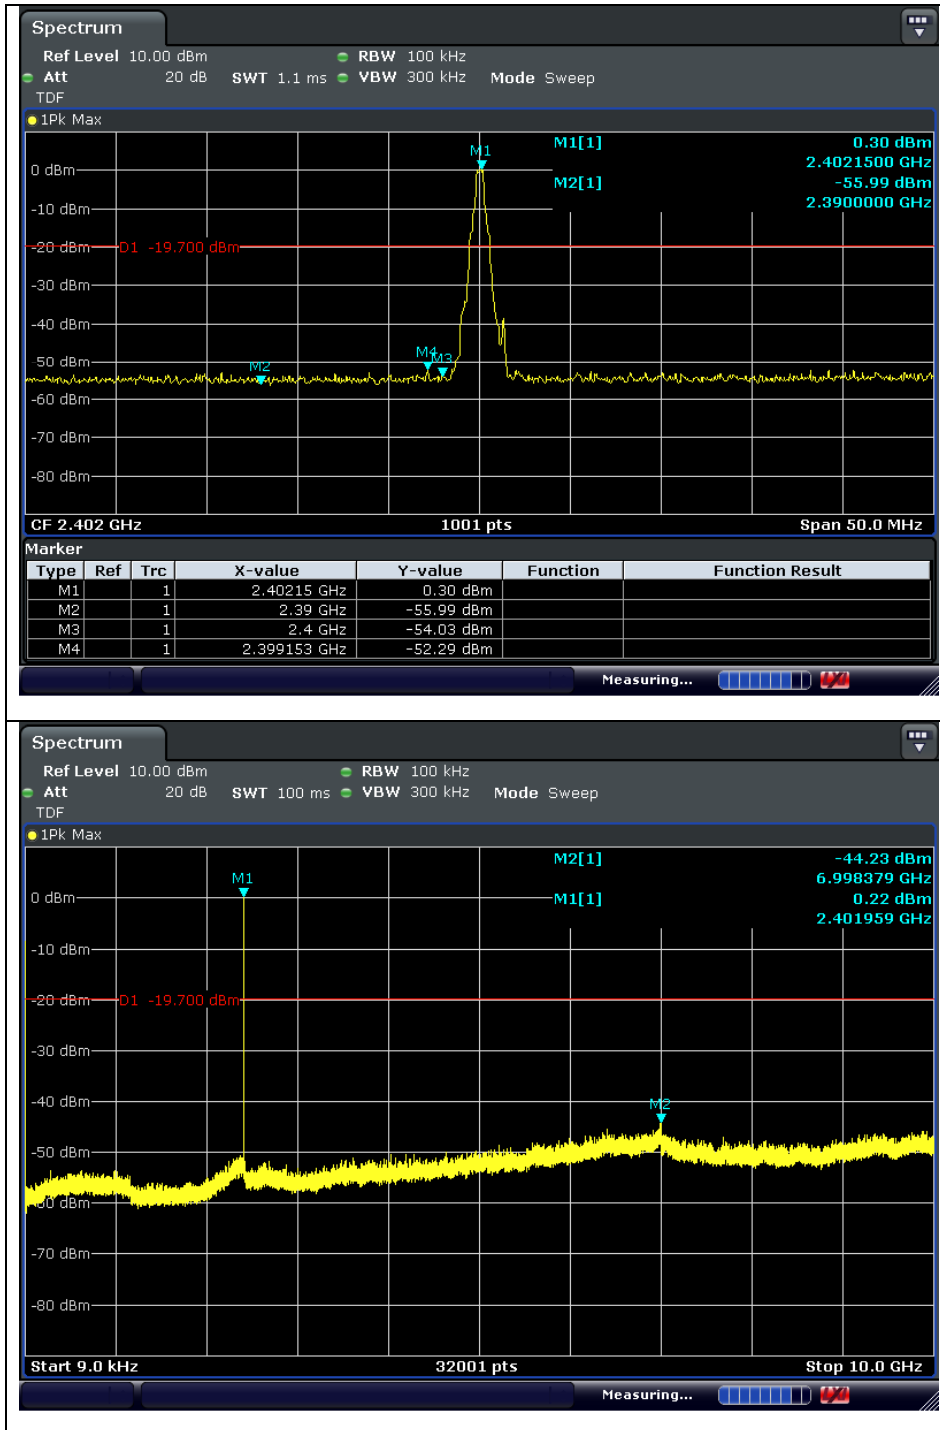 Spectrum
Ref Level 10.00 dBm RBW 100 kHz
Att 20 dB SWT 1.1 ms VBW 300 kHz Mode Sweep
TDF
1Pk Max
M1[1] 0.30 dBm
2.4021500 GHz
M2[1] -55.99 dBm
2.3900000 GHz
M1
0 dBm
-10 dBm
-20 dBm
D1 -19.700 dBm
-30 dBm
-40 dBm
-50 dBm
M2
M4
M3
-60 dBm
-70 dBm
-80 dBm
CF 2.402 GHz 1001 pts Span 50.0 MHz
Marker
Type Ref Trc X-value Y-value Function Function Result
M1 1 2.40215 GHz 0.30 dBm
M2 1 2.39 GHz -55.99 dBm
M3 1 2.4 GHz -54.03 dBm
M4 1 2.399153 GHz -52.29 dBm
Measuring...
Spectrum
Ref Level 10.00 dBm RBW 100 kHz
Att 20 dB SWT 100 ms VBW 300 kHz Mode Sweep
TDF
1Pk Max
M2[1] -44.23 dBm
6.998379 GHz
M1[1] 0.22 dBm
2.401959 GHz
M1
0 dBm
-10 dBm
-20 dBm
D1 -19.700 dBm
-30 dBm
-40 dBm
M2
-50 dBm
-60 dBm
-70 dBm
-80 dBm
Start 9.0 kHz 32001 pts Stop 10.0 GHz
Measuring...